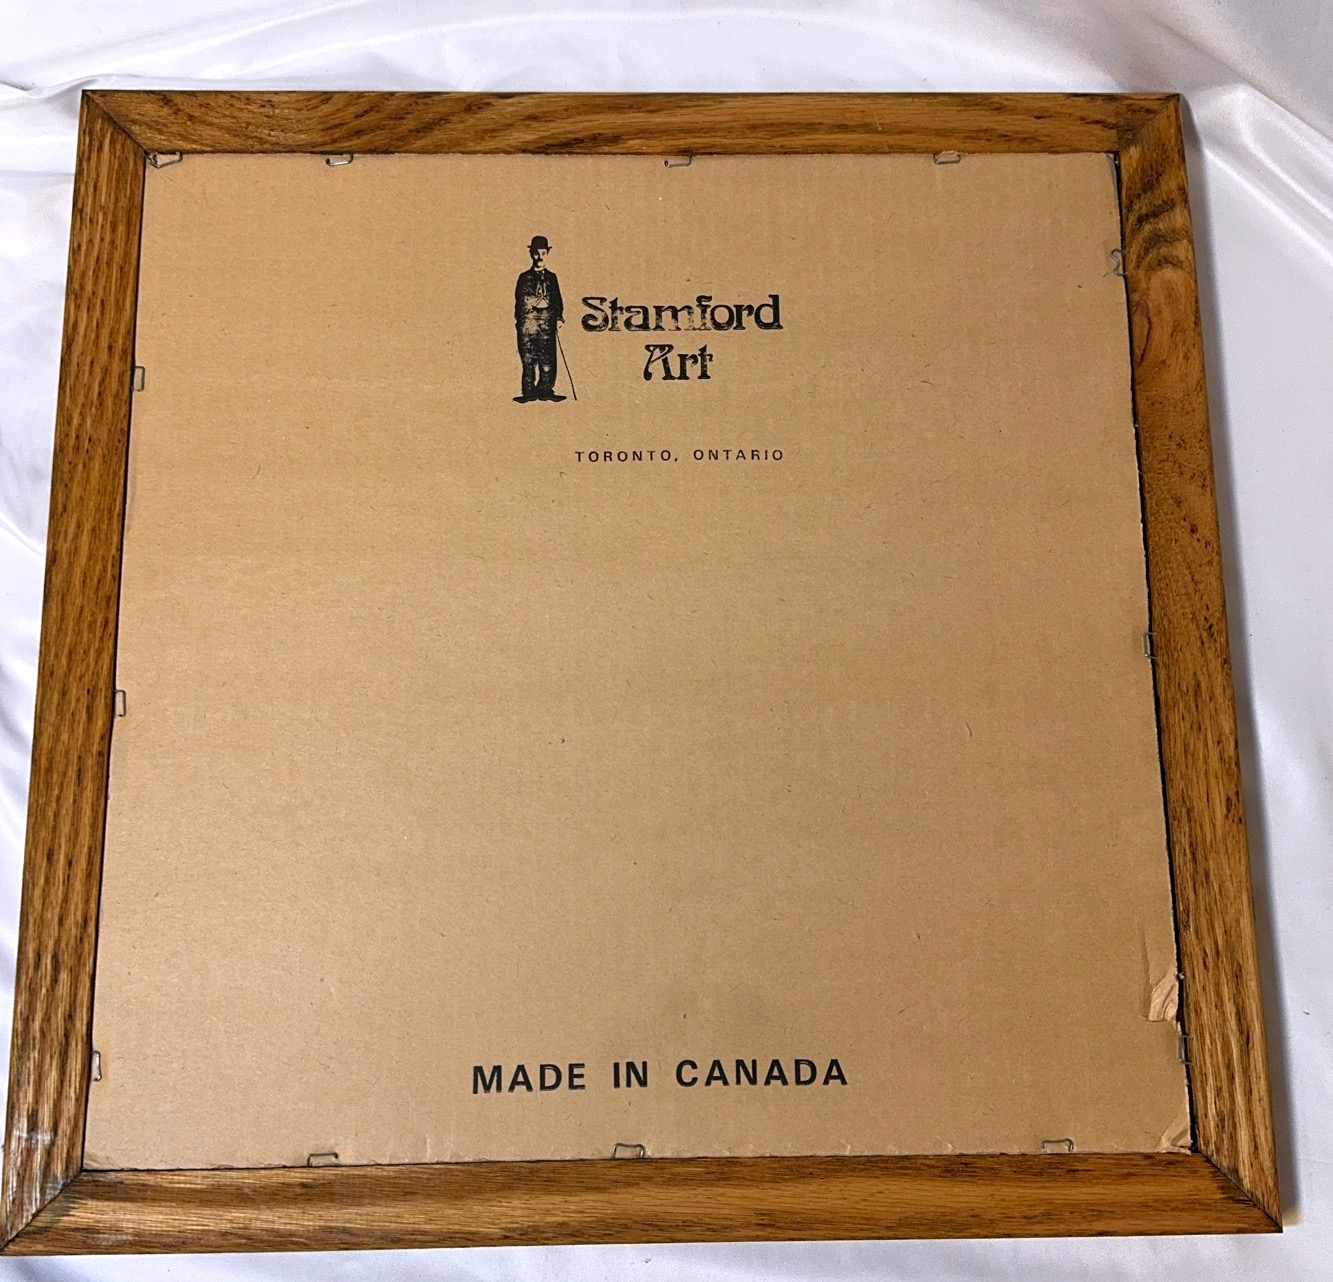 Stamford
Art
TORONTO, ONTARIO
MADE IN CANADA